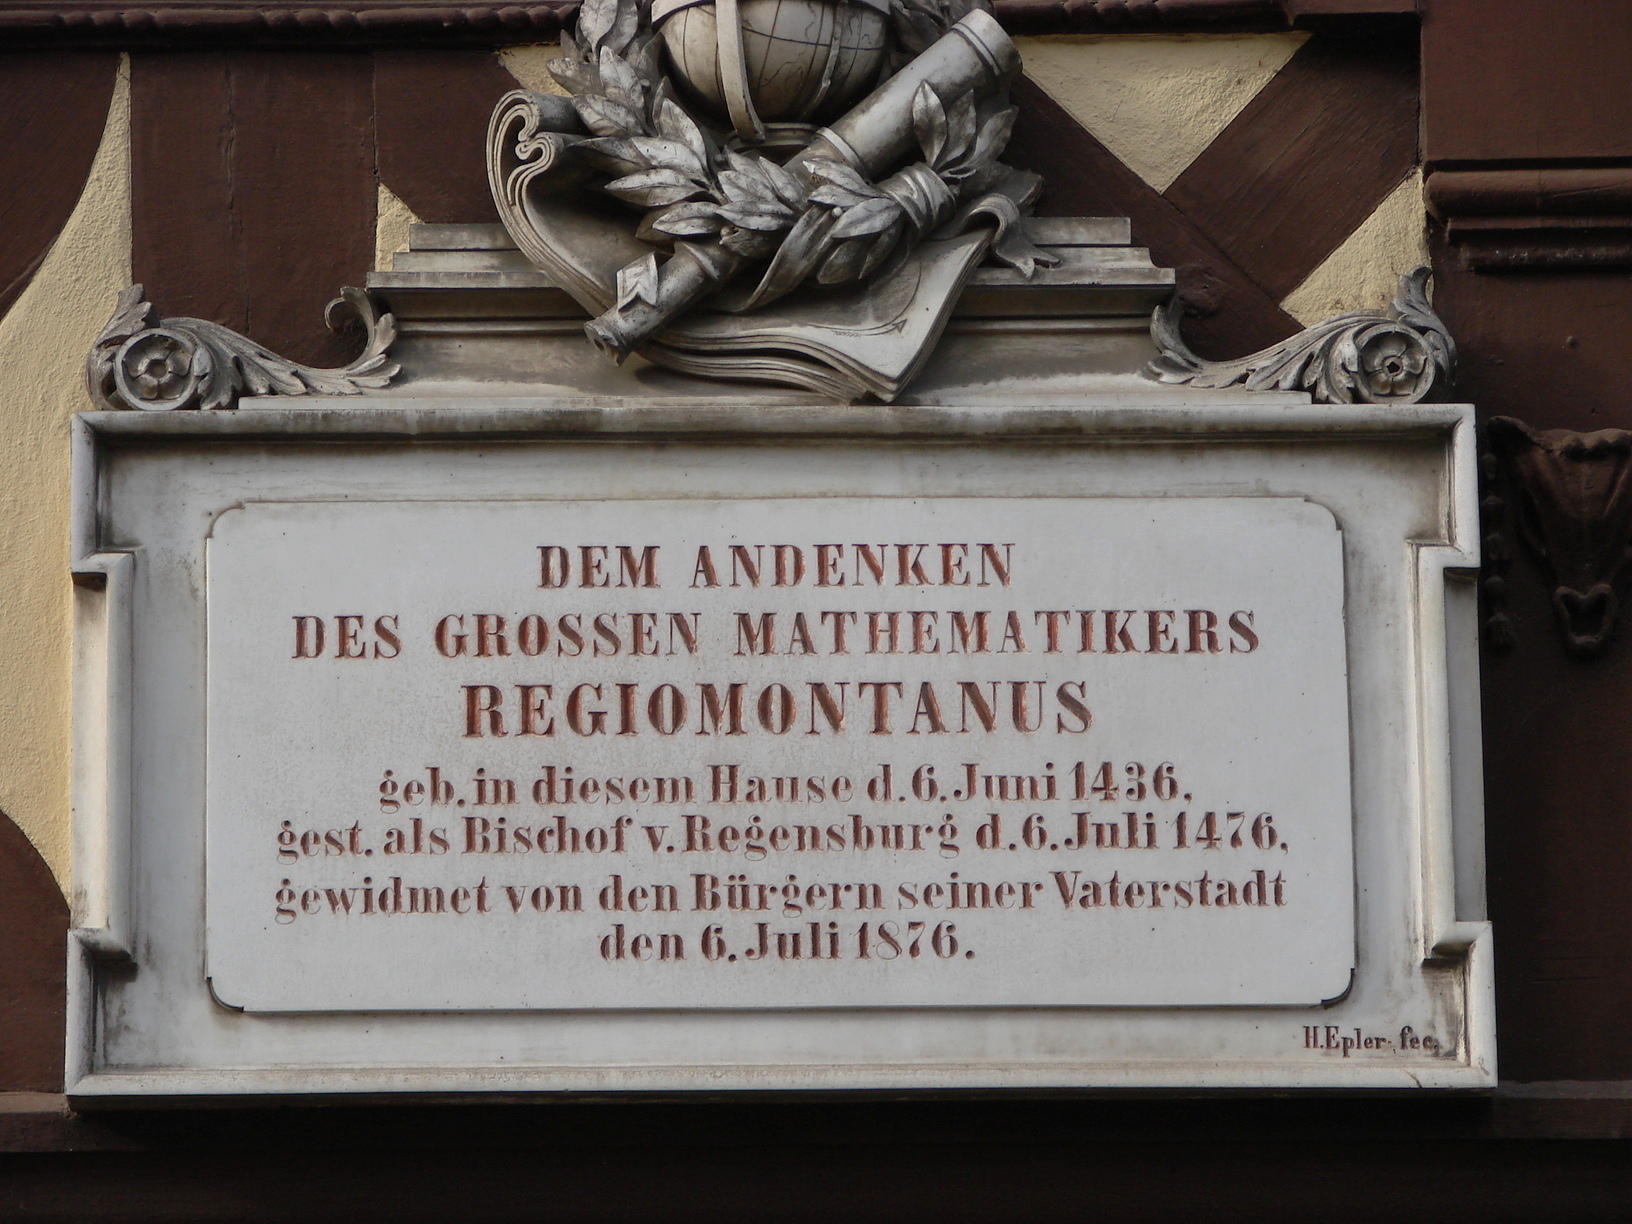 DEM ANDENKEN
DES GROSSEN MATHEMATIKERS
REGIOMONTANUS
geb. in diesem Hause d. 6. Juni 1436,
gest. als Bischof v. Regensburg d. 6. Juli 1476,
gewidmet von den Bürgern seiner Vaterstadt
den 6. Juli 1876.
H. Epler fec.